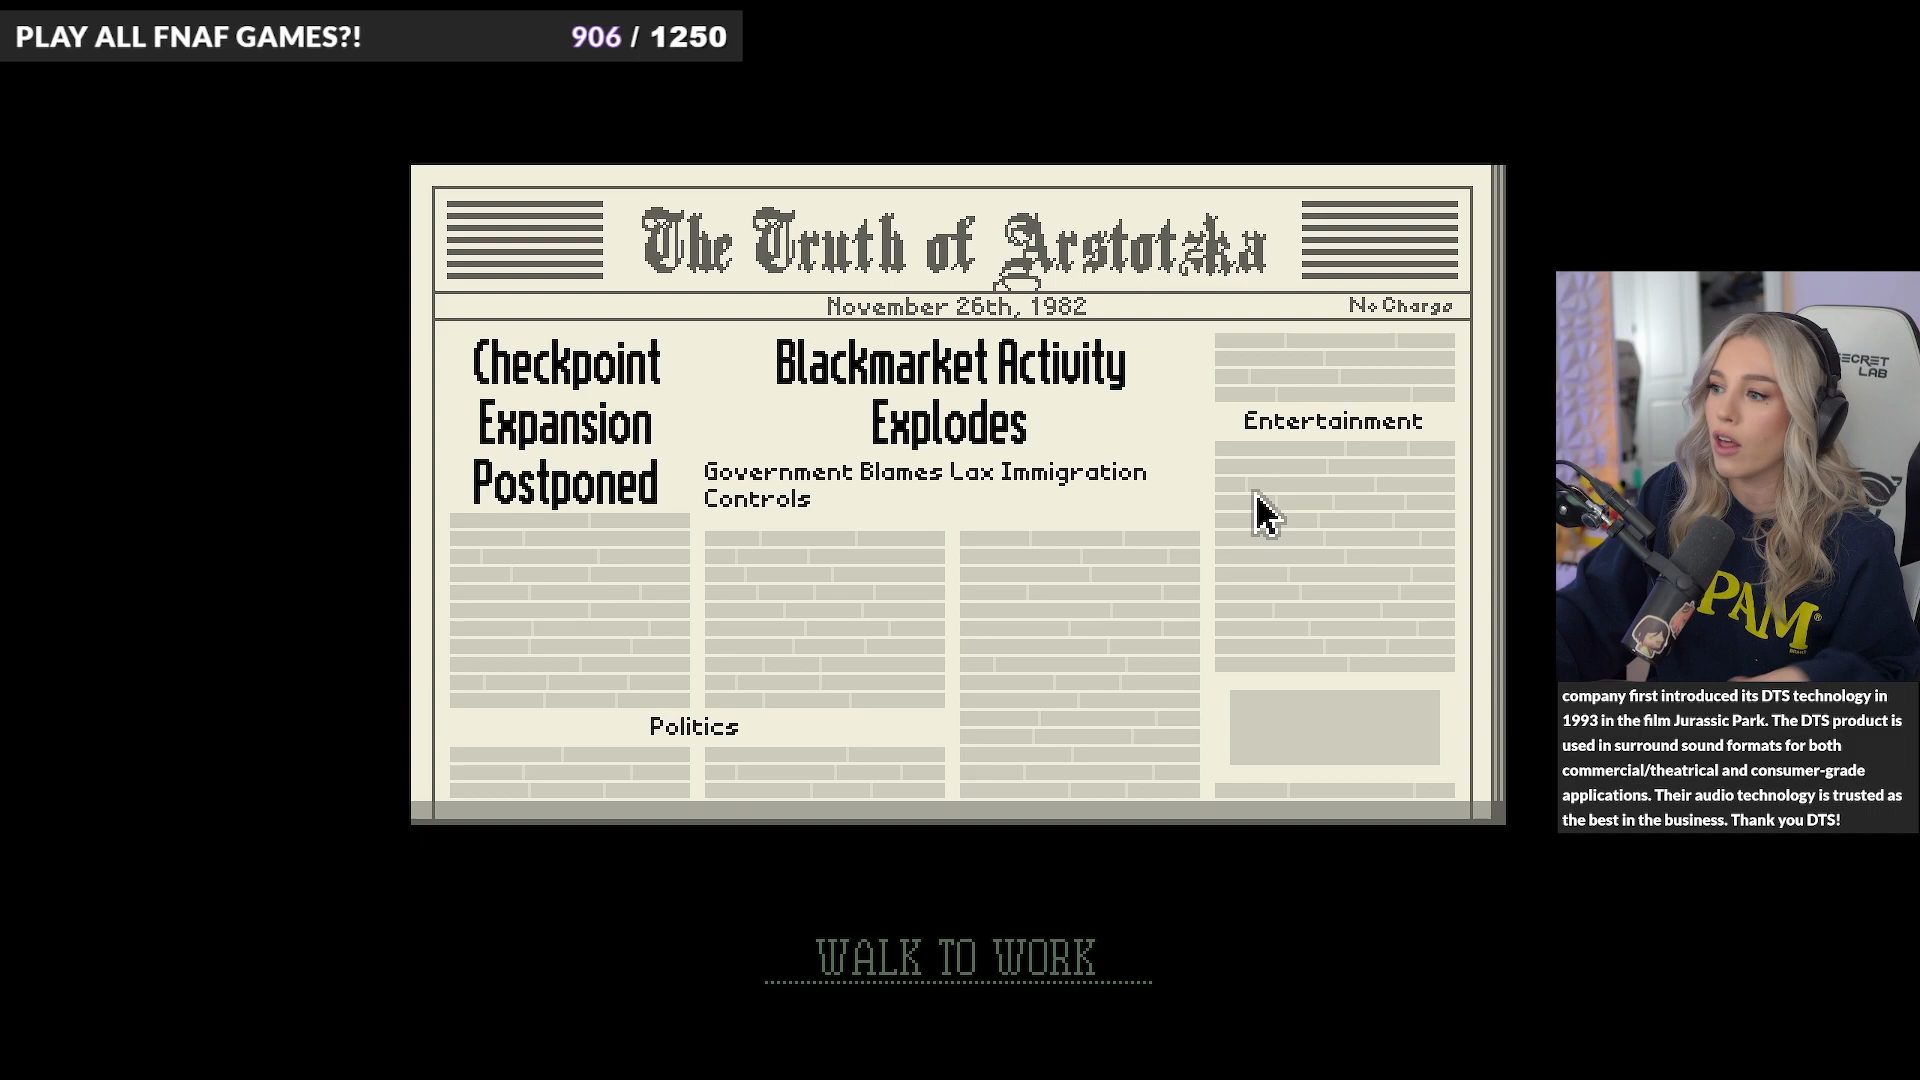 PLAY ALL FNAF GAMES?! 906 / 1250
The Truth of Arstotzka
November 26th, 1982 No Charge
Checkpoint
Expansion
Postponed
Blackmarket Activity
Explodes
Government Blames Lax Immigration
Controls
Entertainment
Politics
WALK TO WORK
SECRET
LAB
PAM®
company first introduced its DTS technology in
1993 in the film Jurassic Park. The DTS product is
used in surround sound formats for both
commercial/theatrical and consumer-grade
applications. Their audio technology is trusted as
the best in the business. Thank you DTS!